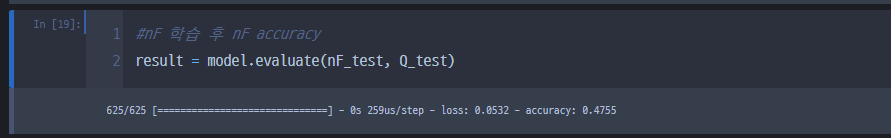 In [19]:
1 #nF 학습 후 nF accuracy
2 result = model.evaluate(nF_test, Q_test)
625/625 [==============================] - 0s 259us/step - loss: 0.0532 - accuracy: 0.4755